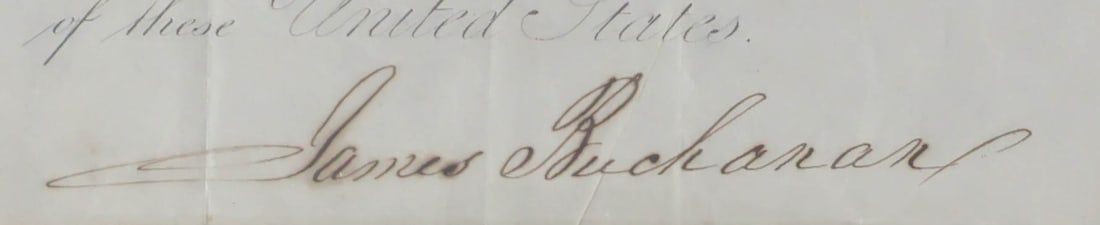 of these United States.
James Buchanan